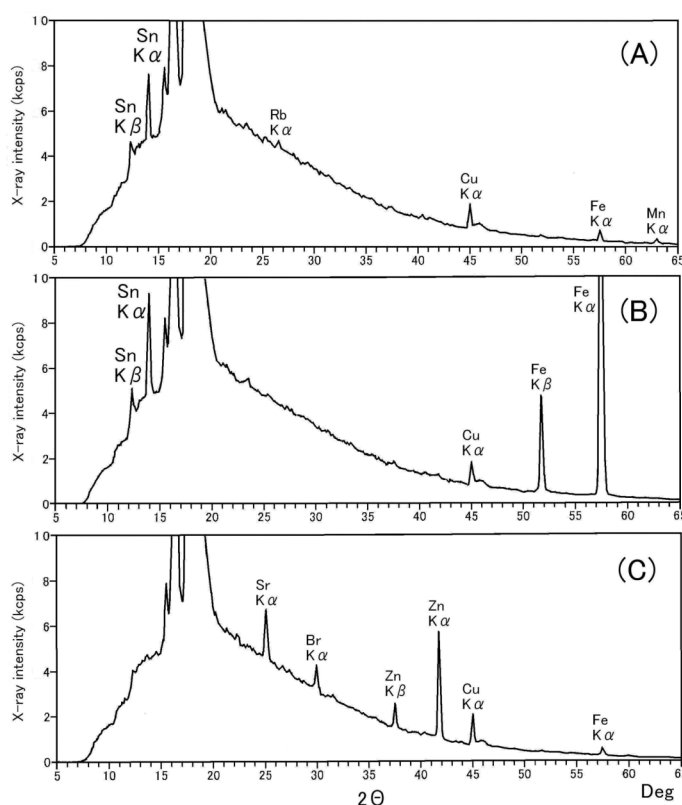 (A)
X-ray intensity (kcps)
10
8
6
4
2
0
Sn
Kα
Sn
Kβ
Rb
Kα
Cu
Kα
Fe
Kα
Mn
Kα
5 10 15 20 25 30 35 40 45 50 55 60 65
(B)
X-ray intensity (kcps)
10
8
6
4
2
0
Sn
Kα
Sn
Kβ
Cu
Kα
Fe
Kβ
Fe
Kα
5 10 15 20 25 30 35 40 45 50 55 60 65
(C)
X-ray intensity (kcps)
10
8
6
4
2
0
Sr
Kα
Br
Kα
Zn
Kβ
Zn
Kα
Cu
Kα
Fe
Kα
5 10 15 20 25 30 35 40 45 50 55 60 65
2Θ Deg